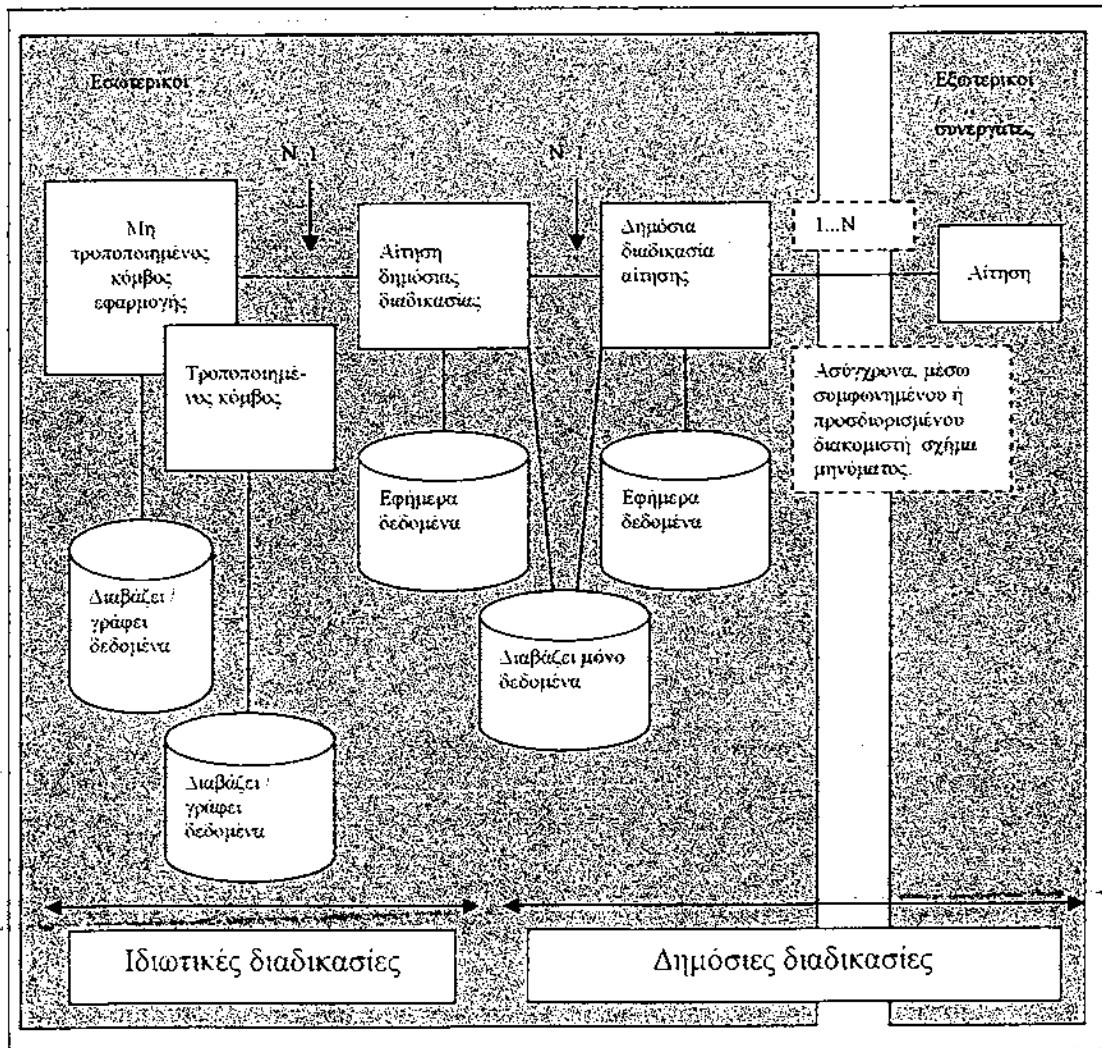 Εσωτερικοί
Εξωτερικοί
συνεργάτες
N..1
N..1
Μη
τροποποιημένος
κόμβος
εφαρμογής
Αίτηση
δημόσιας
διαδικασίας
Δημόσια
διαδικασία
αίτησης
1...N
Αίτηση
Τροποποιημέ-
νος κόμβος
Ασύγχρονα, μέσω
συμφωνημένου ή
προσδιορισμένου
διακομιστή σχήμα
μηνύματος.
Εφήμερα
δεδομένα
Εφήμερα
δεδομένα
Διαβάζει /
γράφει
δεδομένα
Διαβάζει μόνο
δεδομένα
Διαβάζει /
γράφει
δεδομένα
Ιδιωτικές διαδικασίες
Δημόσιες διαδικασίες